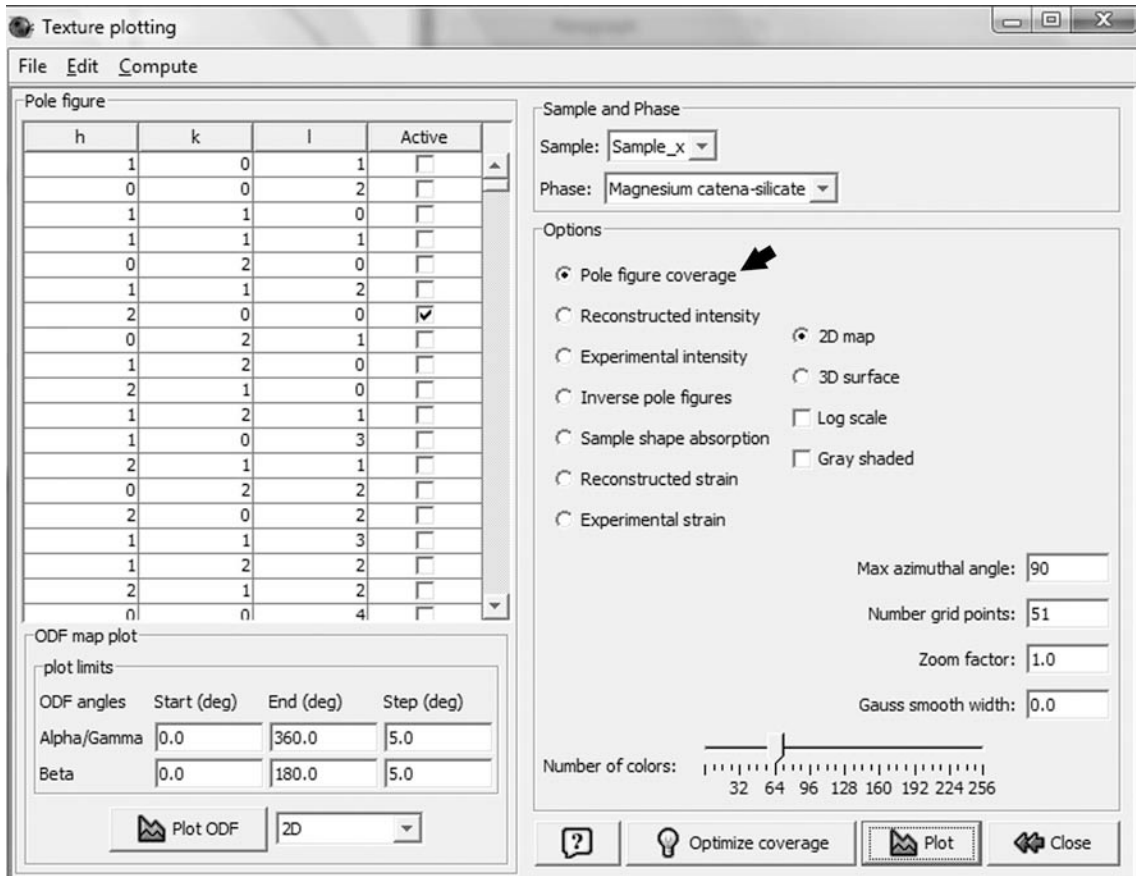 Texture plotting
File Edit Compute
Pole figure
h k l Active
1 0 1
0 0 2
1 1 0
1 1 1
0 2 0
1 1 2
2 0 0
0 2 1
1 2 0
2 1 0
1 2 1
1 0 3
2 1 1
0 2 2
2 0 2
1 1 3
1 2 2
2 1 2
0 0 4
ODF map plot
plot limits
ODF angles Start (deg) End (deg) Step (deg)
Alpha/Gamma 0.0 360.0 5.0
Beta 0.0 180.0 5.0
Plot ODF 2D
Sample and Phase
Sample: Sample_x
Phase: Magnesium catena-silicate
Options
Pole figure coverage
Reconstructed intensity
Experimental intensity
Inverse pole figures
Sample shape absorption
Reconstructed strain
Experimental strain
2D map
3D surface
Log scale
Gray shaded
Max azimuthal angle: 90
Number grid points: 51
Zoom factor: 1.0
Gauss smooth width: 0.0
Number of colors:
32 64 96 128 160 192 224 256
? Optimize coverage Plot Close